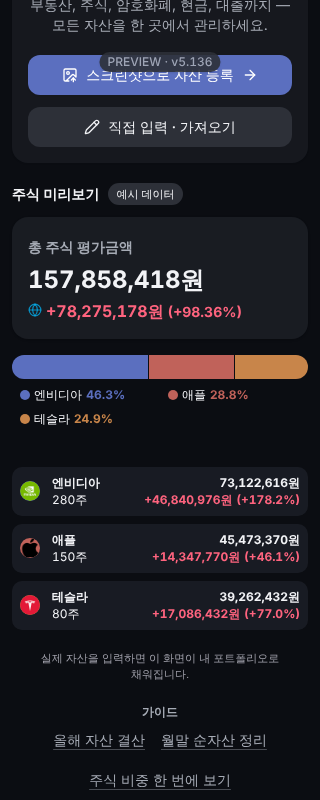 부동산, 주식, 암호화폐, 현금, 대출까지 —
모든 자산을 한 곳에서 관리하세요.
PREVIEW · v5.136
스크린샷으로 자산 등록
직접 입력 · 가져오기
주식 미리보기 예시 데이터
총 주식 평가금액
157,858,418원
+78,275,178원 (+98.36%)
엔비디아 46.3% 애플 28.8%
테슬라 24.9%
엔비디아 73,122,616원
280주 +46,840,976원 (+178.2%)
애플 45,473,370원
150주 +14,347,770원 (+46.1%)
테슬라 39,262,432원
80주 +17,086,432원 (+77.0%)
실제 자산을 입력하면 이 화면이 내 포트폴리오로
채워집니다.
가이드
올해 자산 결산 월말 순자산 정리
주식 비중 한 번에 보기